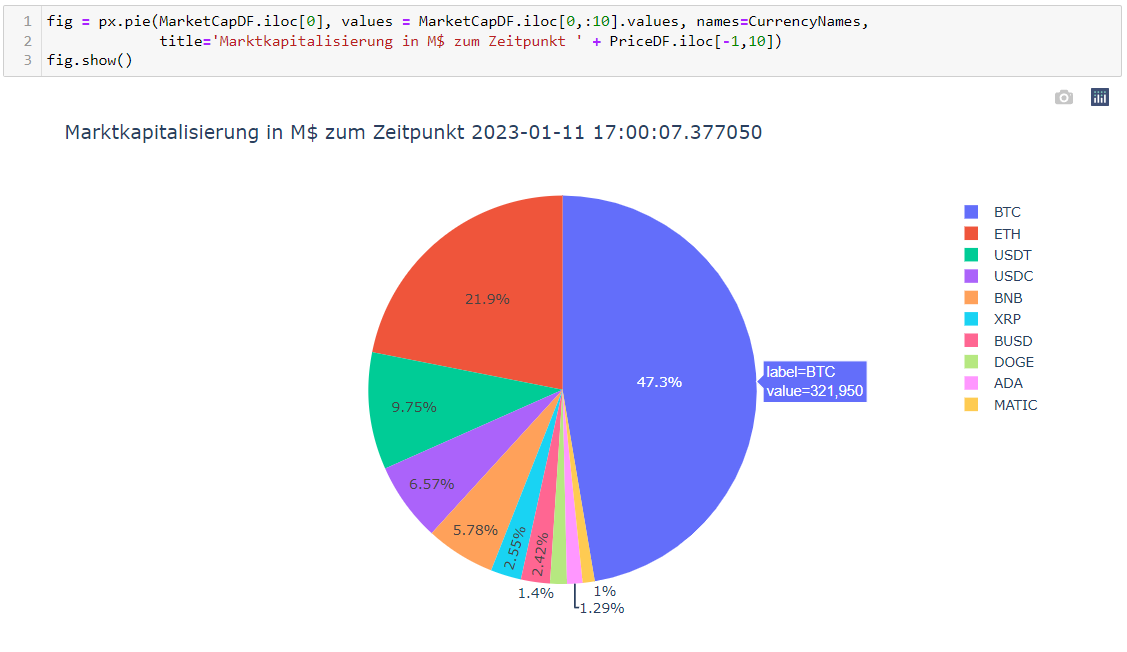 1 fig = px.pie(MarketCapDF.iloc[0], values = MarketCapDF.iloc[0,:10].values, names=CurrencyNames,
2 title='Marktkapitalisierung in M$ zum Zeitpunkt ' + PriceDF.iloc[-1,10])
3 fig.show()
Marktkapitalisierung in M$ zum Zeitpunkt 2023-01-11 17:00:07.377050
BTC
ETH
USDT
USDC
BNB
XRP
BUSD
DOGE
ADA
MATIC
21.9%
47.3%
label=BTC
value=321,950
9.75%
6.57%
5.78%
2.55%
2.42%
1.4%
1%
1.29%